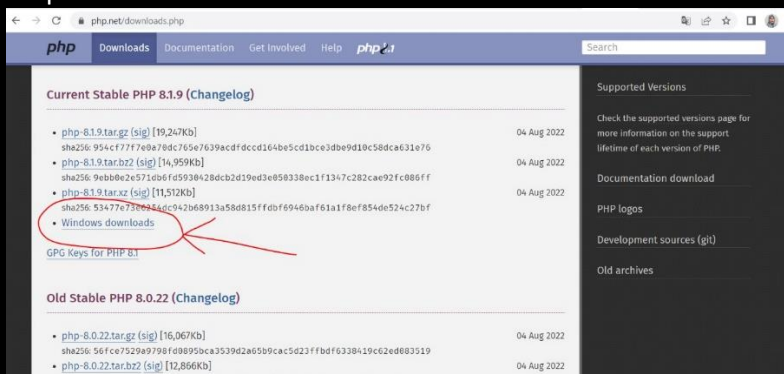 php.net/downloads.php
php Downloads Documentation Get Involved Help php8.1 Search
Current Stable PHP 8.1.9 (Changelog)
• php-8.1.9.tar.gz (sig) [19,247Kb] 04 Aug 2022
sha256: 954cf77f7e0a70dc765e7639acdfdccd164be5cd1bce3dbe9d10c58dca631e76
• php-8.1.9.tar.bz2 (sig) [14,959Kb] 04 Aug 2022
sha256: 9ebb0e2e571db6fd5930428dcb2d19ed3e050338ec1f1347c282cae92fc086ff
• php-8.1.9.tar.xz (sig) [11,512Kb] 04 Aug 2022
• Windows downloads
GPG Keys for PHP 8.1
Old Stable PHP 8.0.22 (Changelog)
• php-8.0.22.tar.gz (sig) [16,067Kb] 04 Aug 2022
sha256: 56fce7529a9798fd0895bca3539d2a65b9cac5d23ffbdf6338419c62ed083519
• php-8.0.22.tar.bz2 (sig) [12,866Kb] 04 Aug 2022
Supported Versions
Check the supported versions page for
more information on the support
lifetime of each version of PHP.
Documentation download
PHP logos
Development sources (git)
Old archives